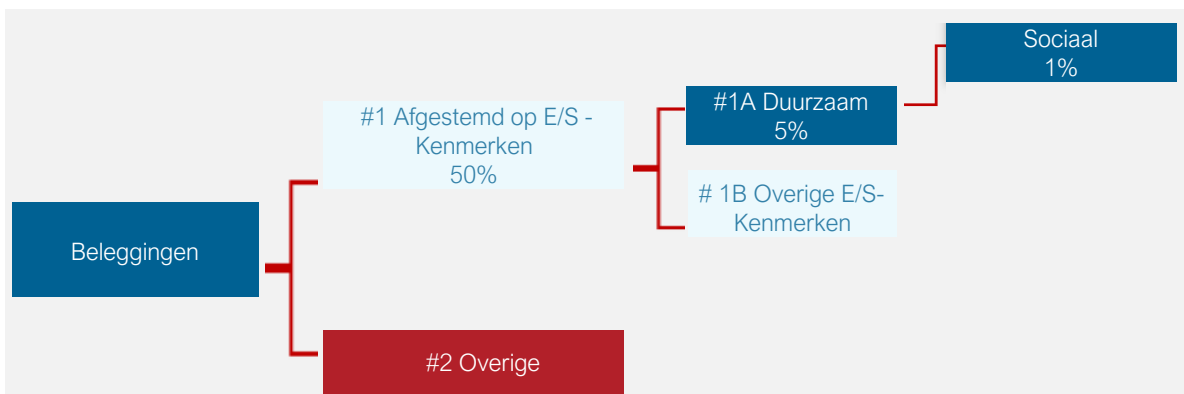 Sociaal
1%
#1A Duurzaam
5%
#1 Afgestemd op E/S -
Kenmerken
50%
# 1B Overige E/S-
Kenmerken
Beleggingen
#2 Overige